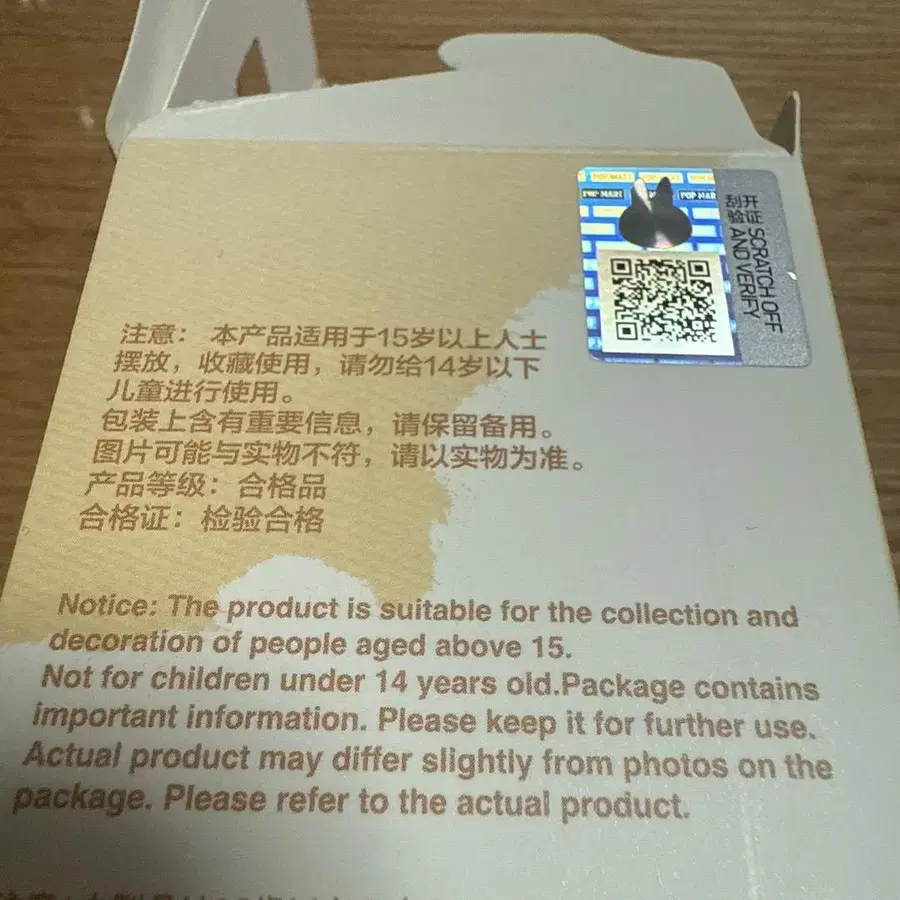 POP MART
POP MAR
刮开
验证
SCRATCH OFF
AND VERIFY
注意： 本产品适用于15岁以上人士
摆放，收藏使用，请勿给14岁以下
儿童进行使用。
包装上含有重要信息，请保留备用。
图片可能与实物不符，请以实物为准。
产品等级：合格品
合格证：检验合格
Notice: The product is suitable for the collection and
decoration of people aged above 15.
Not for children under 14 years old.Package contains
important information. Please keep it for further use.
Actual product may differ slightly from photos on the
package. Please refer to the actual product.